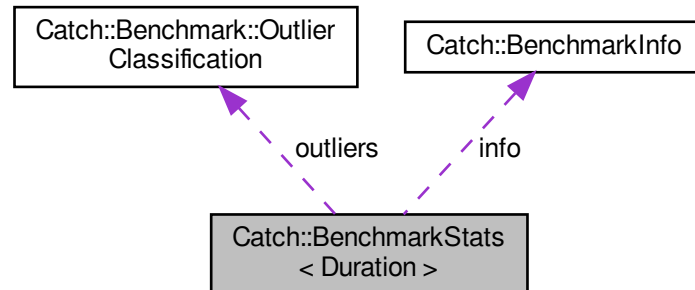 Catch::Benchmark::Outlier
Classification
Catch::BenchmarkInfo
outliers
info
Catch::BenchmarkStats
< Duration >